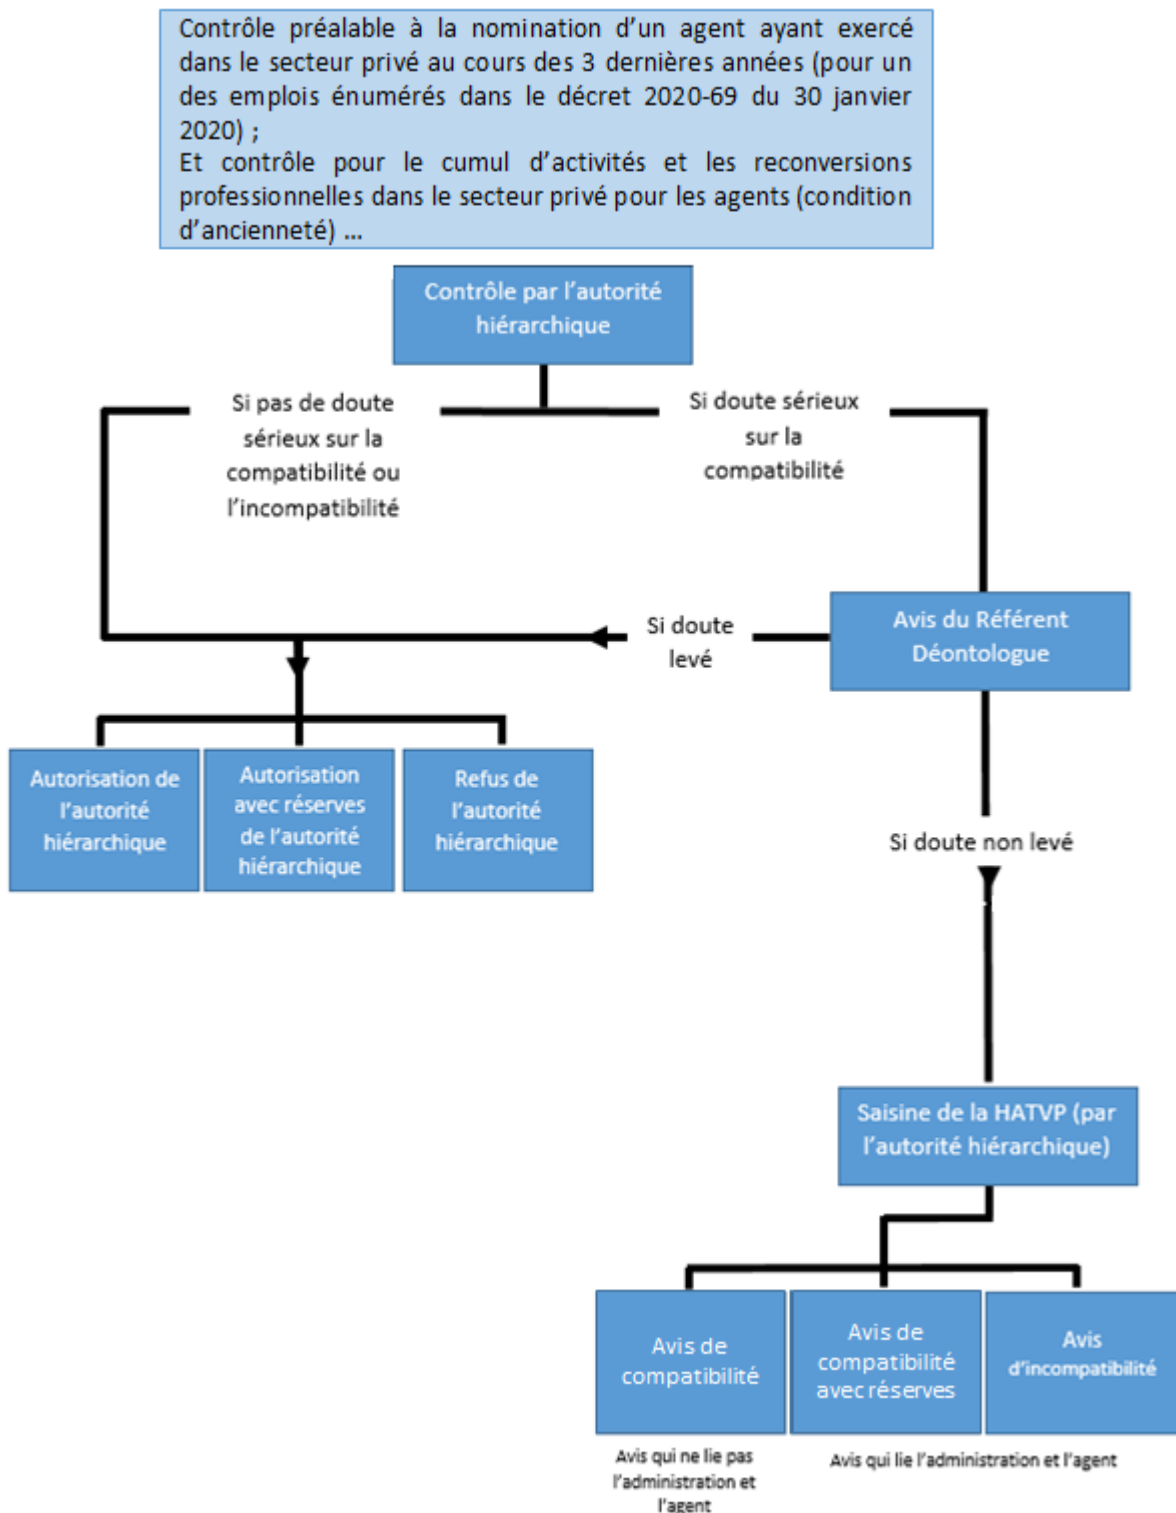 Contrôle préalable à la nomination d'un agent ayant exercé
dans le secteur privé au cours des 3 dernières années (pour un
des emplois énumérés dans le décret 2020-69 du 30 janvier
2020) ;
Et contrôle pour le cumul d'activités et les reconversions
professionnelles dans le secteur privé pour les agents (condition
d'ancienneté) ...
Contrôle par l'autorité
hiérarchique
Si pas de doute
sérieux sur la
compatibilité ou
l'incompatibilité
Si doute sérieux
sur la
compatibilité
Si doute
levé
Avis du Référent
Déontologue
Autorisation de
l'autorité
hiérarchique
Autorisation
avec réserves
de l'autorité
hiérarchique
Refus de
l'autorité
hiérarchique
Si doute non levé
Saisine de la HATVP (par
l'autorité hiérarchique)
Avis de
compatibilité
Avis de
compatibilité
avec réserves
Avis
d'incompatibilité
Avis qui ne lie pas
l'administration et
l'agent
Avis qui lie l'administration et l'agent